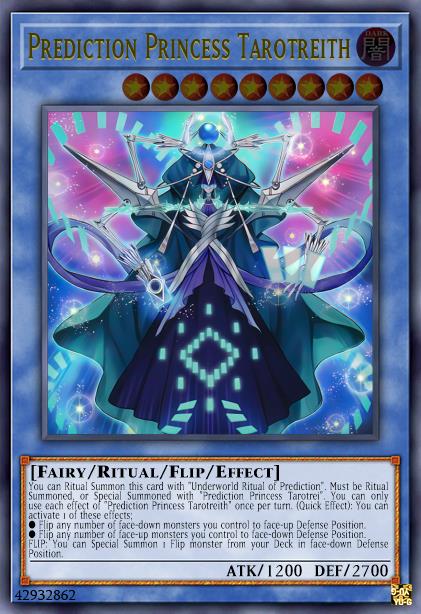 PREDICTION PRINCESS TAROTREITH
DARK
闇
[FAIRY/RITUAL/FLIP/EFFECT]
You can Ritual Summon this card with "Underworld Ritual of Prediction". Must be Ritual
Summoned, or Special Summoned with "Prediction Princess Tarotrei". You can only
use each effect of "Prediction Princess Tarotreith" once per turn. (Quick Effect): You can
activate 1 of these effects;
● Flip any number of face-down monsters you control to face-up Defense Position.
● Flip any number of face-up monsters you control to face-down Defense Position.
FLIP: You can Special Summon 1 Flip monster from your Deck in face-down Defense
Position.
ATK/1200 DEF/2700
42932862